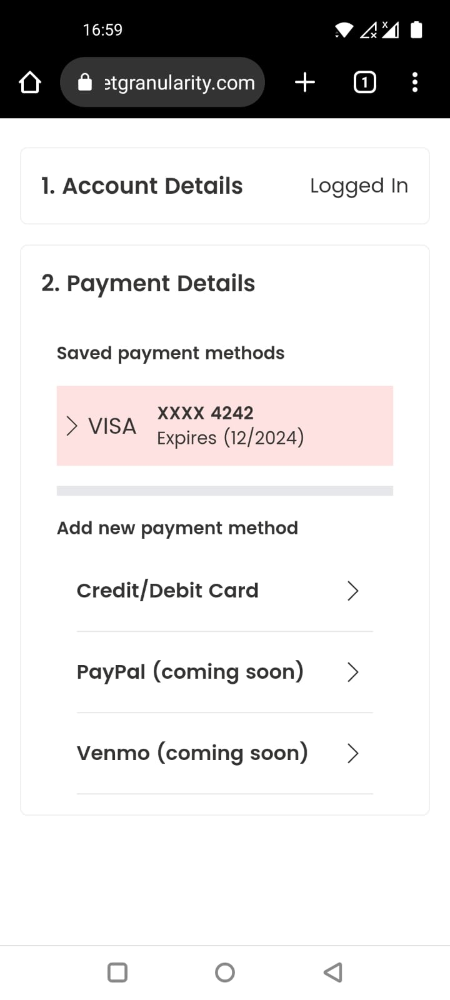 16:59
etgranularity.com
1
1. Account Details
Logged In
2. Payment Details
Saved payment methods
VISA
XXXX 4242
Expires (12/2024)
Add new payment method
Credit/Debit Card
PayPal (coming soon)
Venmo (coming soon)